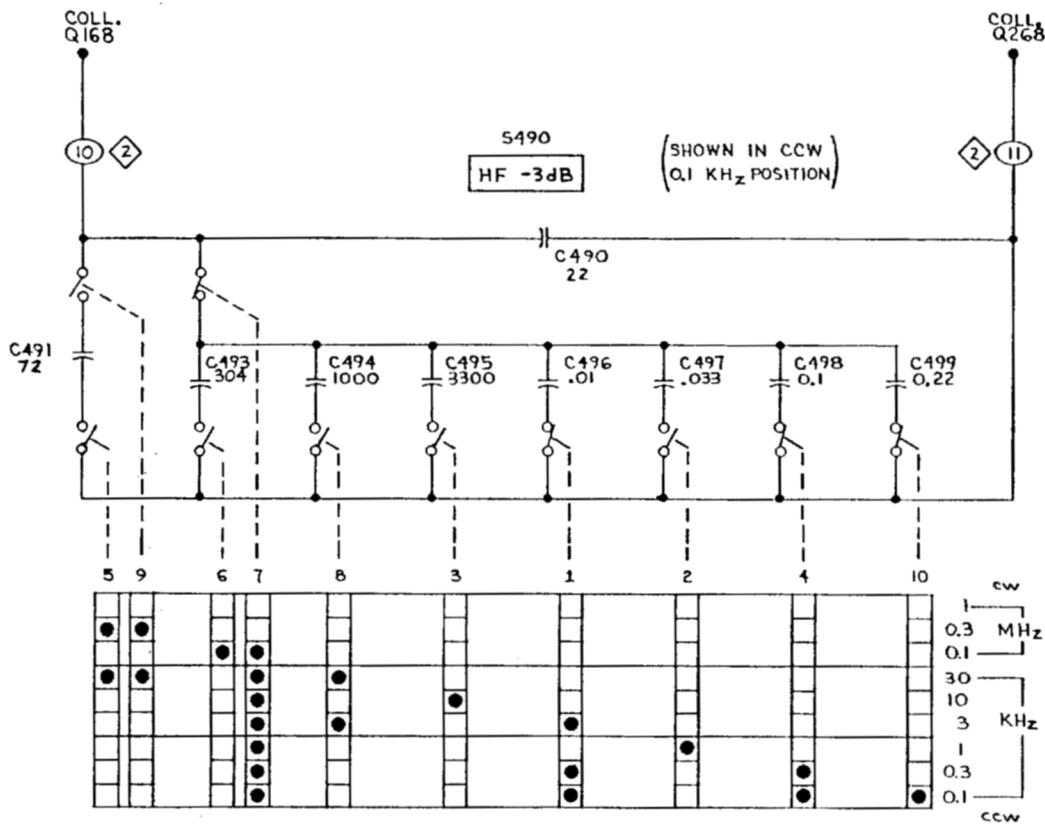 COLL.
Q168
COLL.
Q268
10
2
S490
HF -3dB
(SHOWN IN CCW
0.1 KHz POSITION)
2
11
C490
22
C491
72
C493
304
C494
1000
C495
3300
C496
.01
C497
.033
C498
0.1
C499
0.22
5 9 6 7 8 3 1 2 4 10
CW
1
0.3 MHz
0.1
30
10
3 KHz
1
0.3
0.1
CCW